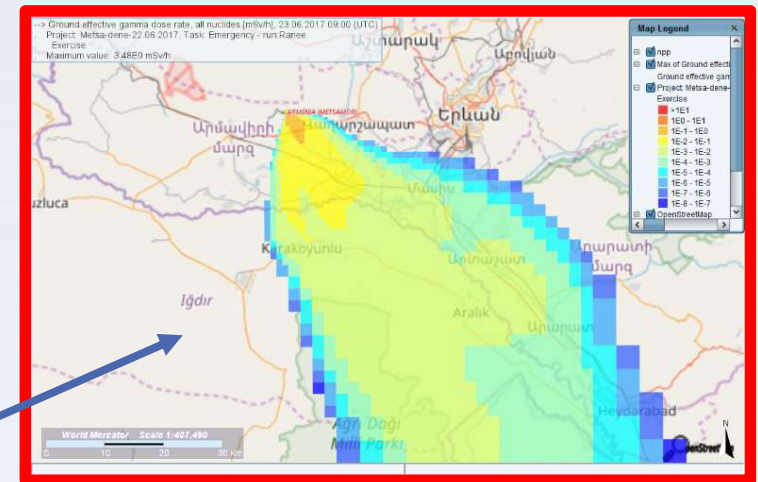 --> Ground effective gamma dose rate, all nuclides [mSv/h], 23.06.2017 09:00 (UTC)
Project: Metsa-dene-22.06.2017, Task: Emergency - run:Ranee
Exercise
Maximum value: 3.48E0 mSv/h
Map Legend ×
npp
Max of Ground effecti
Ground effective gam
Project: Metsa-dene-
Exercise
>1E1
1E0 - 1E1
1E-1 - 1E0
1E-2 - 1E-1
1E-3 - 1E-2
1E-4 - 1E-3
1E-5 - 1E-4
1E-6 - 1E-5
1E-7 - 1E-6
1E-8 - 1E-7
OpenStreetMap
Աբովյան
Երևան
ARMENIA (METSAMOR)
Արմավիրի
մարզ
Մասիս
uzluca
Karakoyunlu
Արտաշատ
Արարատի
մարզ
Iğdır
Aralık
Արարատ
Heydarabad
Ağrı Dağı
Milli Parkı
World Mercator Scale 1:407,490
0 10 20 30 km
N
OpenStreet